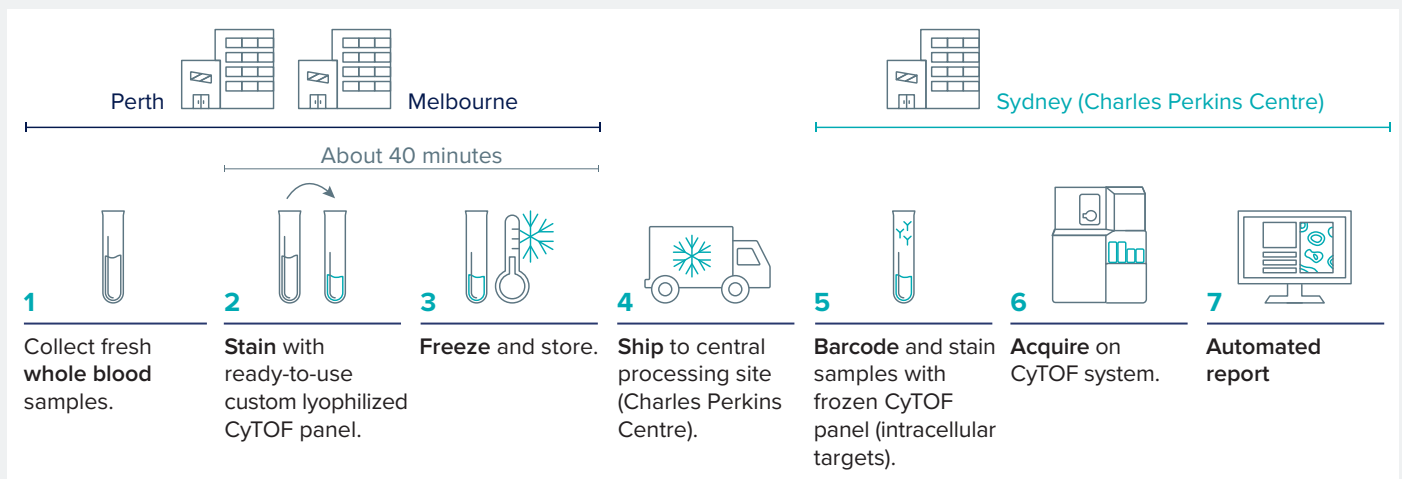 Perth
Melbourne
Sydney (Charles Perkins Centre)
About 40 minutes
1
Collect fresh
whole blood
samples.
2
Stain with
ready-to-use
custom lyophilized
CyTOF panel.
3
Freeze and store.
4
Ship to central
processing site
(Charles Perkins
Centre).
5
Barcode and stain
samples with
frozen CyTOF
panel (intracellular
targets).
6
Acquire on
CyTOF system.
7
Automated
report